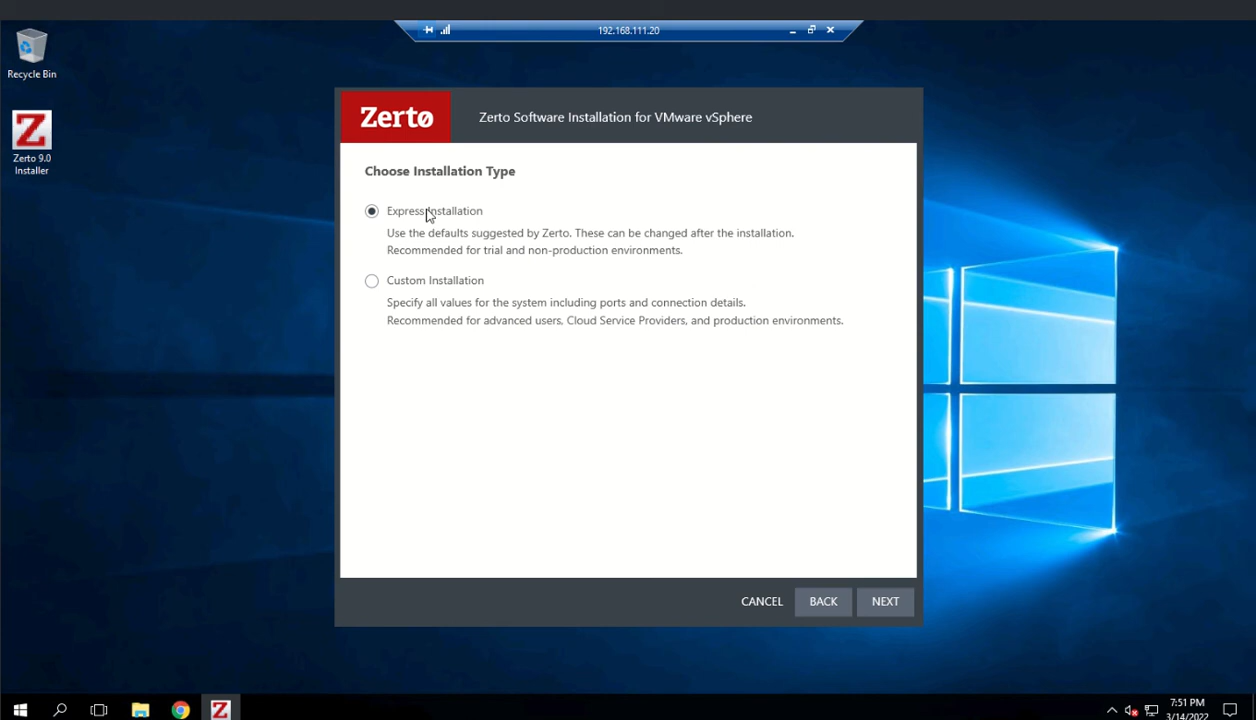 192.168.111.20
Recycle Bin
Zerto 9.0
Installer
Zerto
Zerto Software Installation for VMware vSphere
Choose Installation Type
Express Installation
Use the defaults suggested by Zerto. These can be changed after the installation.
Recommended for trial and non-production environments.
Custom Installation
Specify all values for the system including ports and connection details.
Recommended for advanced users, Cloud Service Providers, and production environments.
CANCEL
BACK
NEXT
7:51 PM
3/14/2022